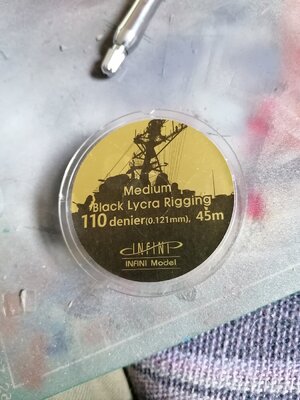 Medium
Black Lycra Rigging
110 denier(0.121mm), 45m
INFINI
INFINI Model